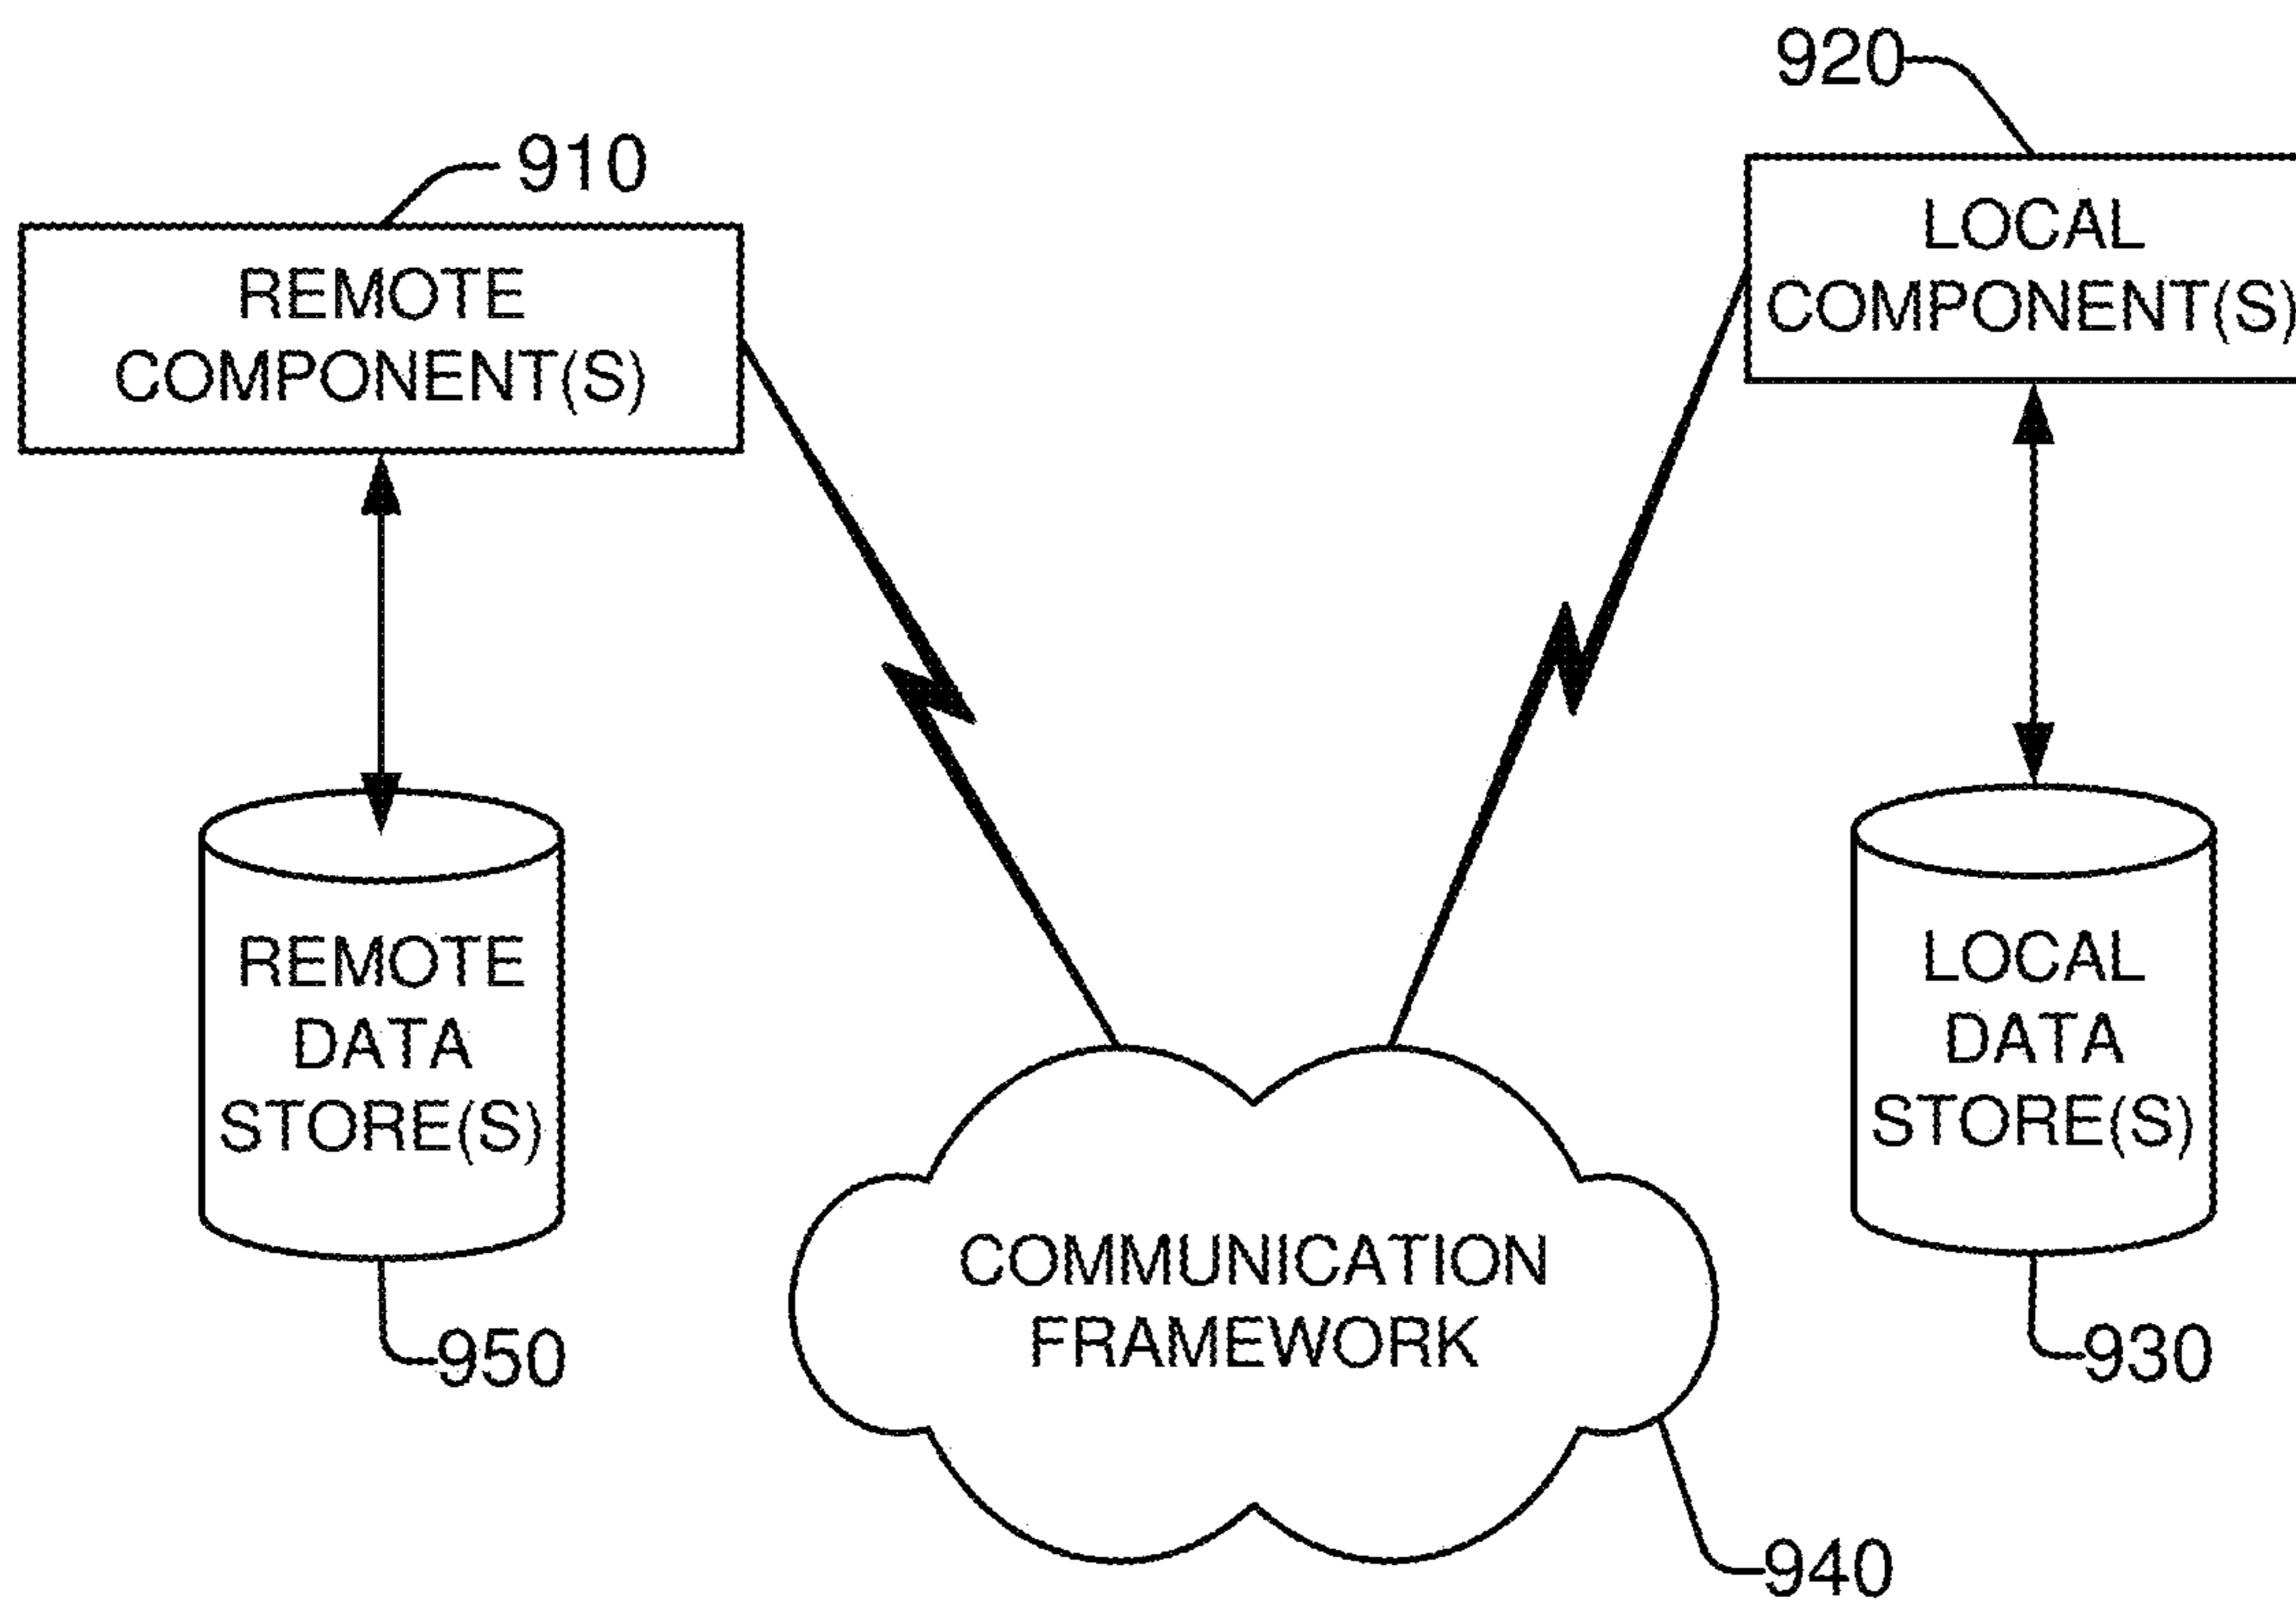 920
910
LOCAL
COMPONENT(S)
REMOTE
COMPONENT(S)
REMOTE
DATA
STORE(S)
LOCAL
DATA
STORE(S)
COMMUNICATION
FRAMEWORK
950
930
940